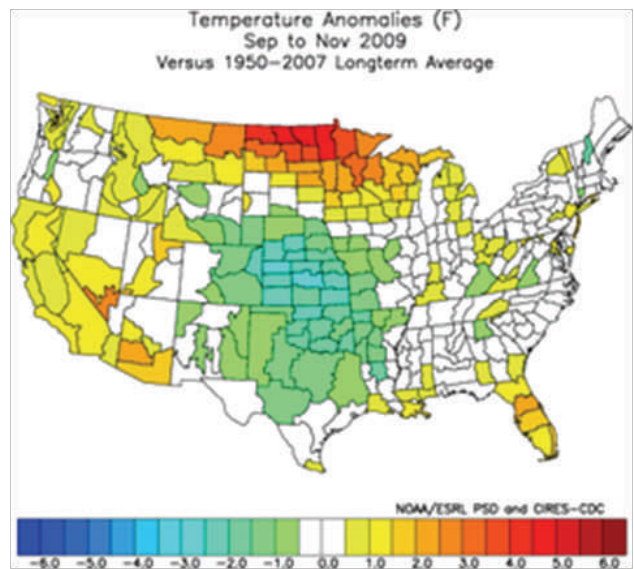 Temperature Anomalies (F)
Sep to Nov 2009
Versus 1950-2007 Longterm Average
NOAA/ESRL PSD and CIRES-CDC
-6.0 -5.0 -4.0 -3.0 -2.0 -1.0 0.0 1.0 2.0 3.0 4.0 5.0 6.0